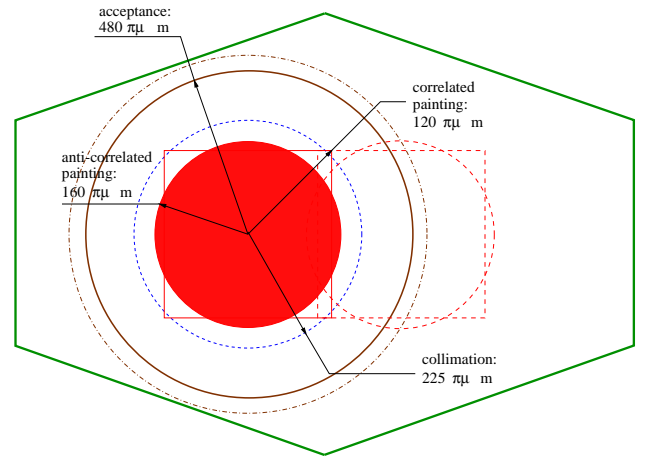 acceptance:
480 πμ m
correlated
painting:
120 πμ m
anti-correlated
painting:
160 πμ m
collimation:
225 πμ m